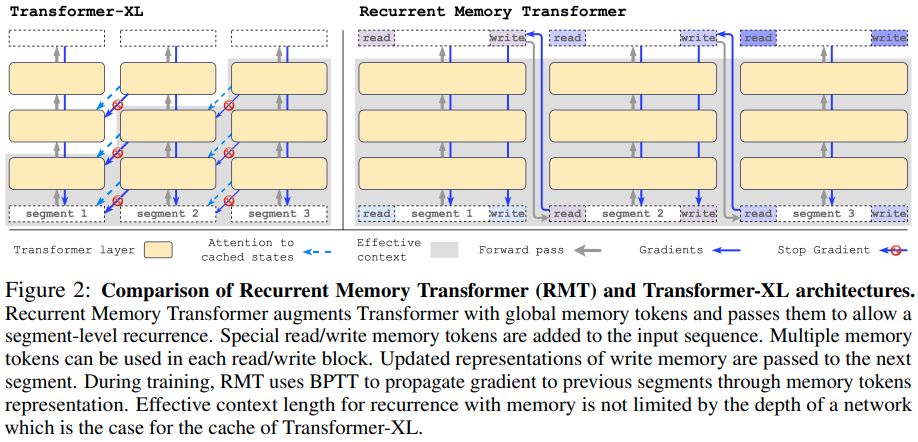 Transformer-XL
Recurrent Memory Transformer
read write read write read write
segment 1 segment 2 segment 3
read segment 1 write read segment 2 write read segment 3 write
Transformer layer
Attention to cached states
Effective context
Forward pass
Gradients
Stop Gradient
Figure 2: Comparison of Recurrent Memory Transformer (RMT) and Transformer-XL architectures.
Recurrent Memory Transformer augments Transformer with global memory tokens and passes them to allow a
segment-level recurrence. Special read/write memory tokens are added to the input sequence. Multiple memory
tokens can be used in each read/write block. Updated representations of write memory are passed to the next
segment. During training, RMT uses BPTT to propagate gradient to previous segments through memory tokens
representation. Effective context length for recurrence with memory is not limited by the depth of a network
which is the case for the cache of Transformer-XL.